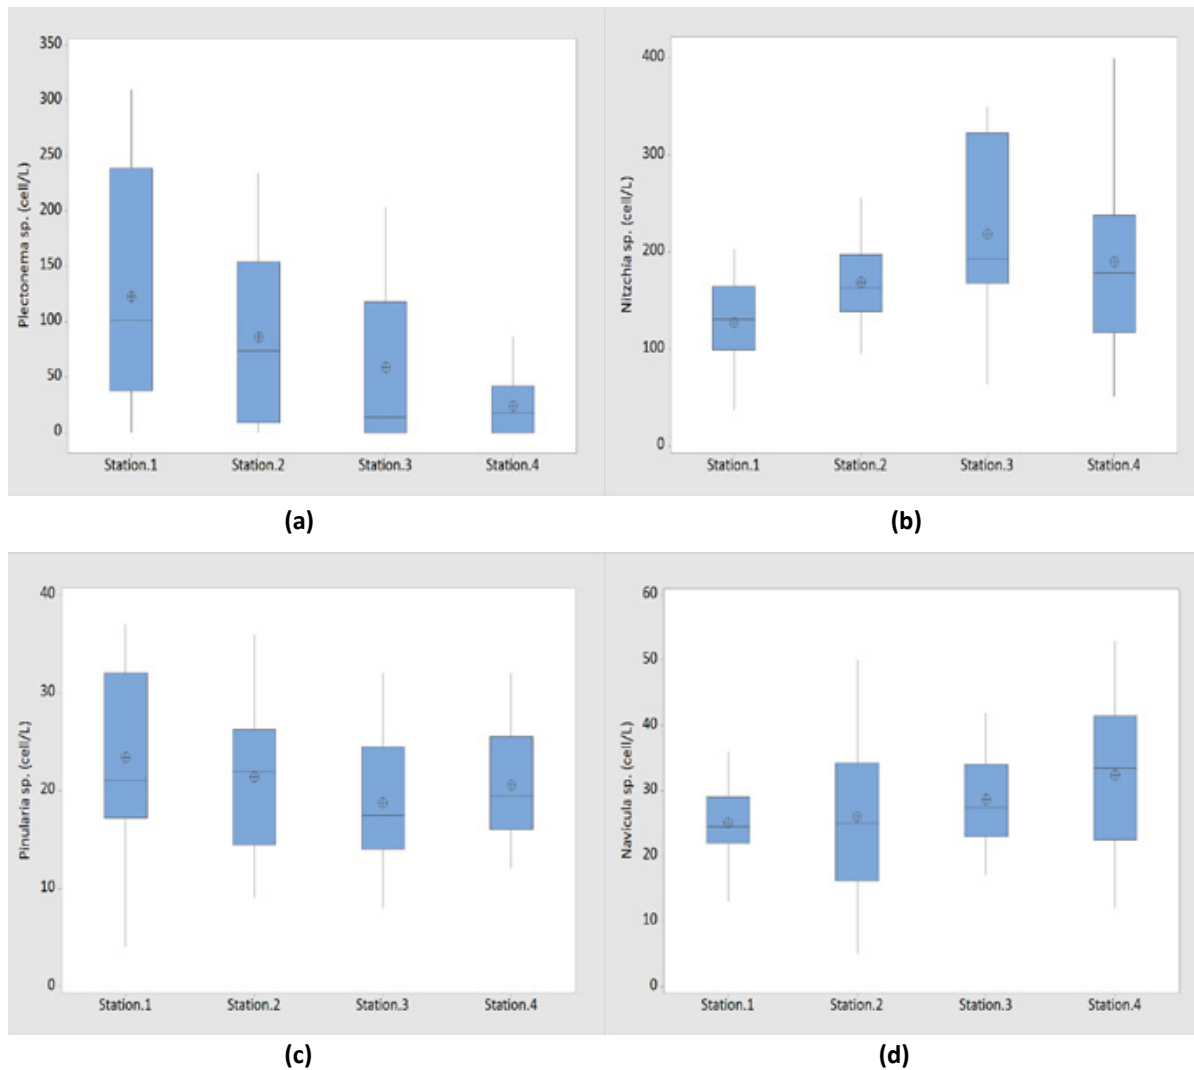 350
300
250
200
150
100
50
0
Plectonema sp. (cell/L)
Station.1 Station.2 Station.3 Station.4
(a)
400
300
200
100
0
Nitzchia sp. (cell/L)
Station.1 Station.2 Station.3 Station.4
(b)
40
30
20
10
0
Pinularia sp. (cell/L)
Station.1 Station.2 Station.3 Station.4
(c)
60
50
40
30
20
10
0
Navicula sp. (cell/L)
Station.1 Station.2 Station.3 Station.4
(d)